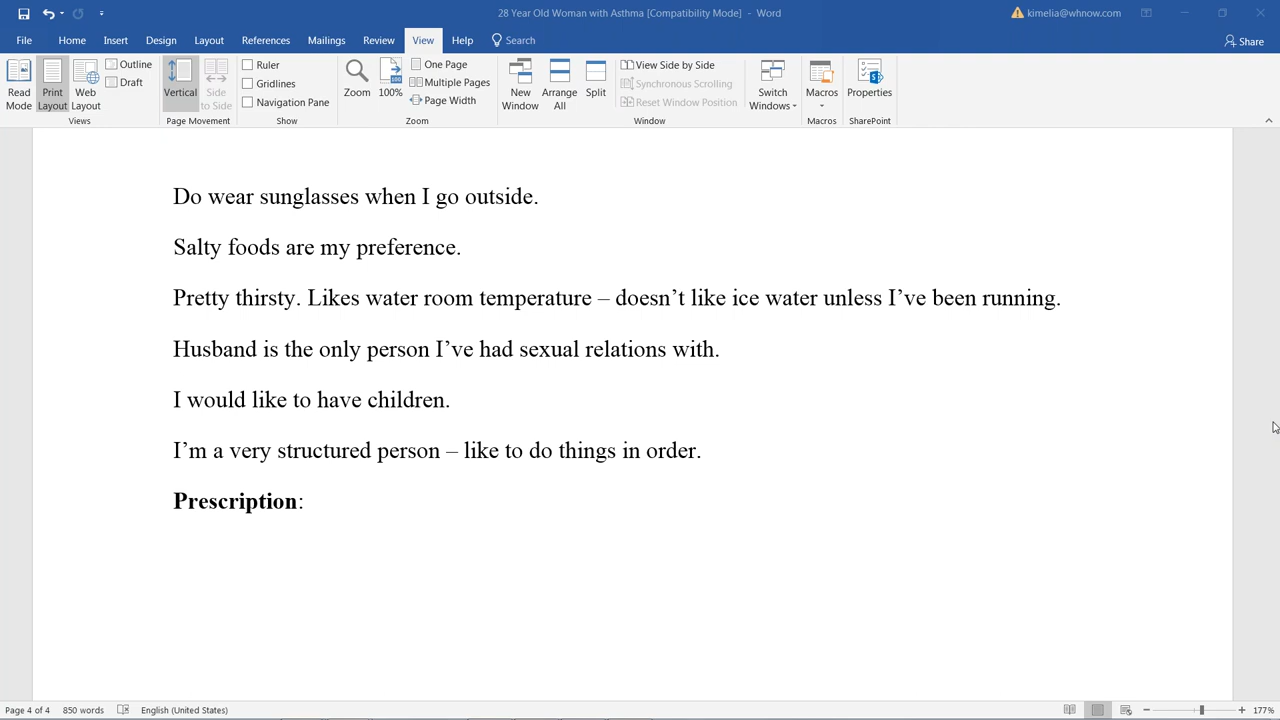 28 Year Old Woman with Asthma [Compatibility Mode] - Word
kimelia@whnow.com
File Home Insert Design Layout References Mailings Review View Help Search Share
Read Mode
Print Layout
Web Layout
Outline
Draft
Views
Vertical
Side to Side
Page Movement
Ruler
Gridlines
Navigation Pane
Show
Zoom
100
100%
One Page
Multiple Pages
Page Width
Zoom
New Window
Arrange All
Split
View Side by Side
Synchronous Scrolling
Reset Window Position
Window
Switch Windows
Macros
Macros
Properties
SharePoint
Do wear sunglasses when I go outside.
Salty foods are my preference.
Pretty thirsty. Likes water room temperature – doesn’t like ice water unless I’ve been running.
Husband is the only person I’ve had sexual relations with.
I would like to have children.
I’m a very structured person – like to do things in order.
Prescription:
Page 4 of 4 850 words English (United States) 177%